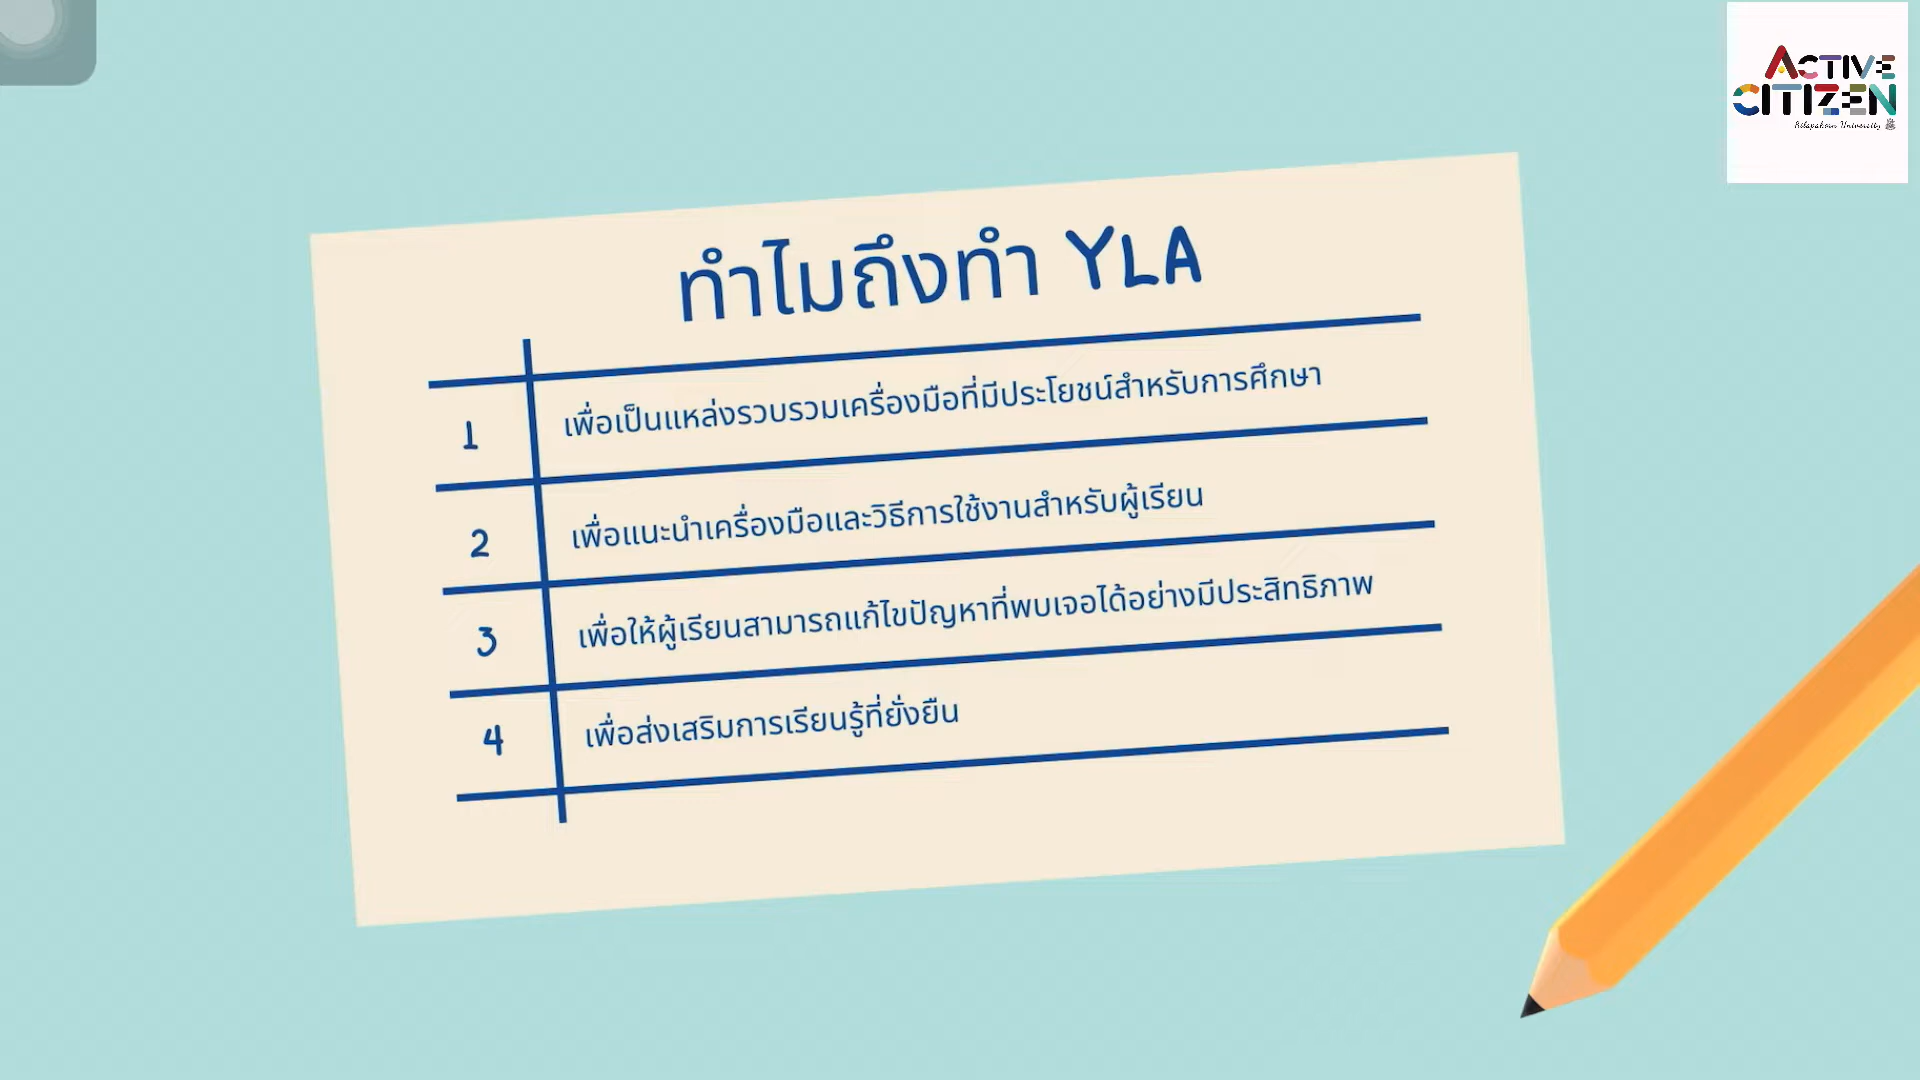 ACTIVE
CITIZEN
Silapakorn University
ทำไมถึงทำ YLA
1 เพื่อเป็นแหล่งรวบรวมเครื่องมือที่มีประโยชน์สำหรับการศึกษา
2 เพื่อแนะนำเครื่องมือและวิธีการใช้งานสำหรับผู้เรียน
3 เพื่อให้ผู้เรียนสามารถแก้ไขปัญหาที่พบเจอได้อย่างมีประสิทธิภาพ
4 เพื่อส่งเสริมการเรียนรู้ที่ยั่งยืน